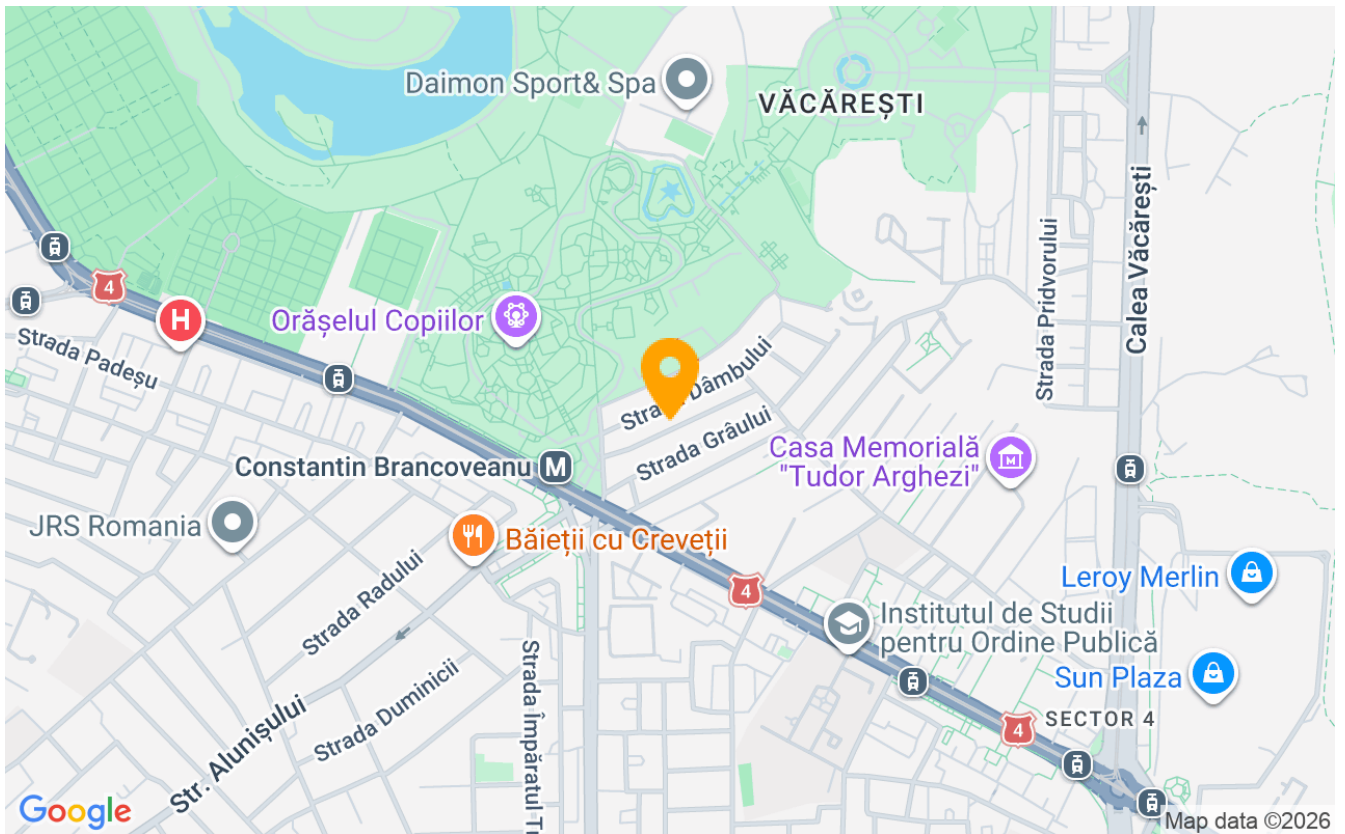 Daimon Sport& Spa
VĂCĂREȘTI
Calea Văcărești
Strada Pridvorului
4
H
Orășelul Copiilor
Strada Padeșu
Dâmbului
Strada Grâului
Casa Memorială
"Tudor Arghezi"
Constantin Brancoveanu
M
JRS Romania
Băieții cu Creveții
Leroy Merlin
4
Institutul de Studii
pentru Ordine Publică
Strada Radului
Sun Plaza
SECTOR 4
4
Strada Duminicii
Strada Împăratul
Str. Alunișului
Google
Map data ©2026